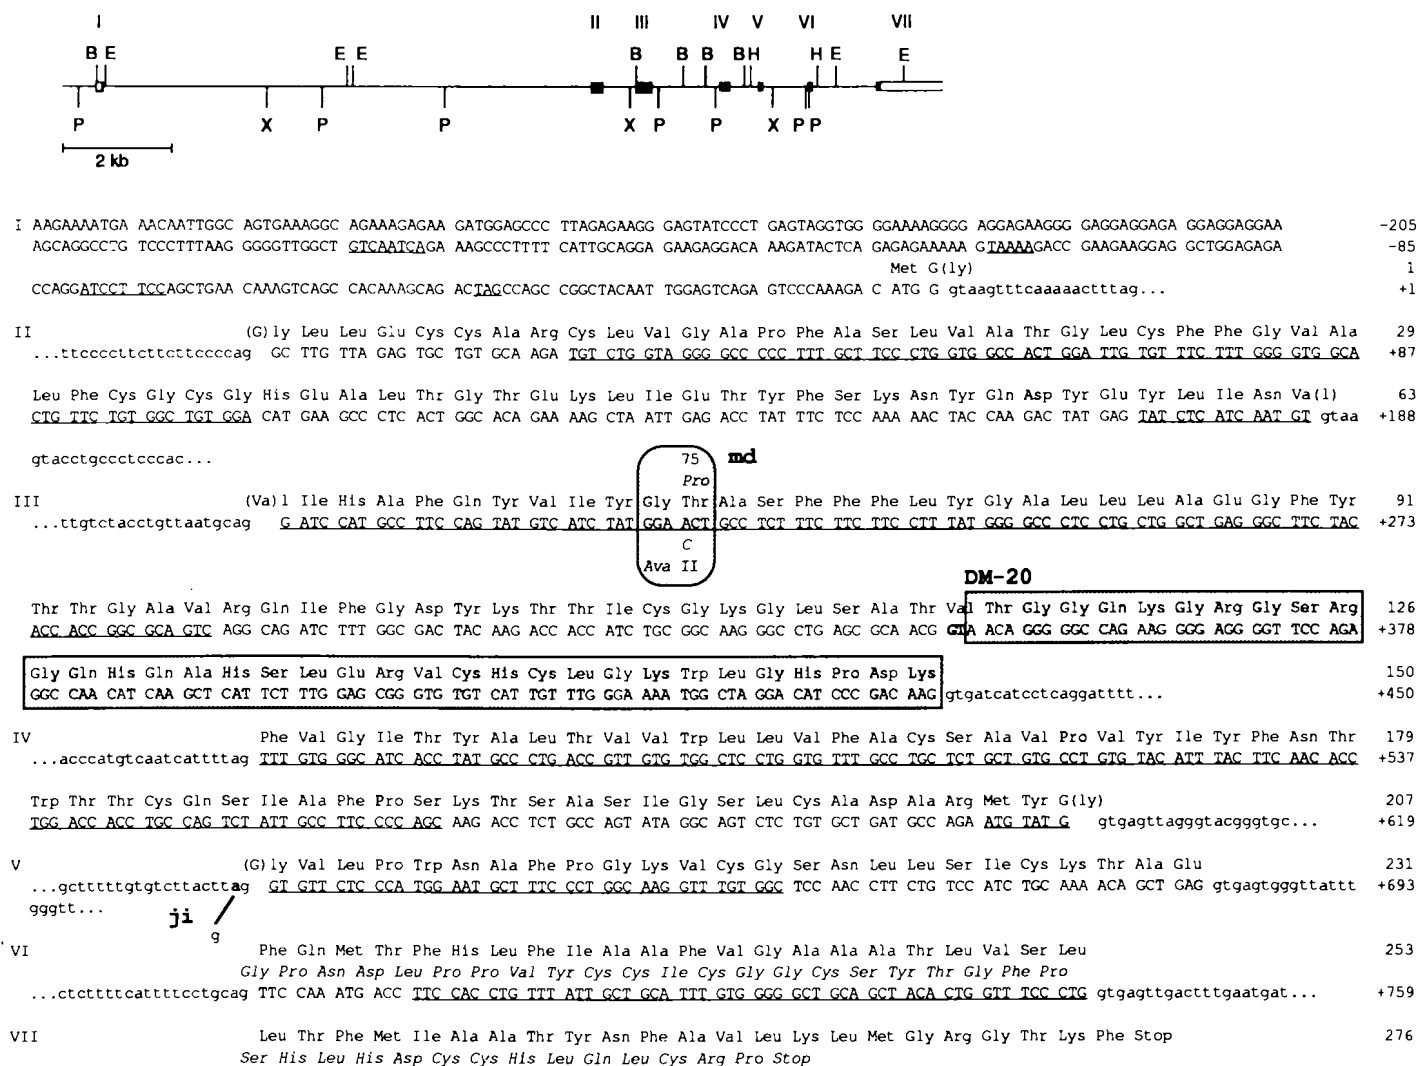 I II III IV V VI VII
B E E E B B B B H H E E
P X P P X P P X P P
2 kb
I AAGAAAATGA AACAATTGGC AGTGAAAGGC AGAAAGAGAA GATGGAGCCC TTAGAGAAGG GAGTATCCCT GAGTAGGTGG GGAAAAGGGG AGGAGAAGGG GAGGAGGAGA GGAGGAGGAA -205
AGCAGGCCTG TCCCTTTAAG GGGGTTGGCT GTCAATCAGA AAGCCCTTTT CATTGCAGGA GAAGAGGACA AAGATACTCA GAGAGAAAAA GTAAAAGACC GAAGAAGGAG GCTGGAGAGA -85
Met G(ly) 1
CCAGGATCCT TCCAGCTGAA CAAAGTCAGC CACAAAGCAG ACTAGCCAGC CGGCTACAAT TGGAGTCAGA GTCCCAAAGA C ATG G gtaagtttcaaaaactttag... +1
II (G)ly Leu Leu Glu Cys Cys Ala Arg Cys Leu Val Gly Ala Pro Phe Ala Ser Leu Val Ala Thr Gly Leu Cys Phe Phe Gly Val Ala 29
...ttccccttcttcttccccag GC TTG TTA GAG TGC TGT GCA AGA TGT CTG GTA GGG GCC CCC TTT GCT TCC CTG GTG GCC ACT GGA TTG TGT TTC TTT GGG GTG GCA +87
Leu Phe Cys Gly Cys Gly His Glu Ala Leu Thr Gly Thr Glu Lys Leu Ile Glu Thr Tyr Phe Ser Lys Asn Tyr Gln Asp Tyr Glu Tyr Leu Ile Asn Va(l) 63
CTG TTC TGT GGC TGT GGA CAT GAA GCC CTC ACT GGC ACA GAA AAG CTA ATT GAG ACC TAT TTC TCC AAA AAC TAC CAA GAC TAT GAG TAT CTC ATC AAT GT gtaa +188
gtacctgccctcccac...
75 md
Pro
III (Va)l Ile His Ala Phe Gln Tyr Val Ile Tyr Gly Thr Ala Ser Phe Phe Phe Leu Tyr Gly Ala Leu Leu Leu Ala Glu Gly Phe Tyr 91
...ttgtctacctgttaatgcag G ATC CAT GCC TTC CAG TAT GTC ATC TAT GGA ACT GCC TCT TTC TTC TTC CTT TAT GGG GCC CTC CTG CTG GCT GAG GGC TTC TAC +273
C
Ava II
DM-20
Thr Thr Gly Ala Val Arg Gln Ile Phe Gly Asp Tyr Lys Thr Thr Ile Cys Gly Lys Gly Leu Ser Ala Thr Val Thr Gly Gly Gln Lys Gly Arg Gly Ser Arg 126
ACC ACC GGC GCA GTC AGG CAG ATC TTT GGC GAC TAC AAG ACC ACC ATC TGC GGC AAG GGC CTG AGC GCA ACG GTA ACA GGG GGC CAG AAG GGG AGG GGT TCC AGA +378
Gly Gln His Gln Ala His Ser Leu Glu Arg Val Cys His Cys Leu Gly Lys Trp Leu Gly His Pro Asp Lys 150
GGC CAA CAT CAA GCT CAT TCT TTG GAG CGG GTG TGT CAT TGT TTG GGA AAA TGG CTA GGA CAT CCC GAC AAG gtgatcatcctcaggatttt... +450
IV Phe Val Gly Ile Thr Tyr Ala Leu Thr Val Val Trp Leu Leu Val Phe Ala Cys Ser Ala Val Pro Val Tyr Ile Tyr Phe Asn Thr 179
...acccatgtcaatcattttag TTT GTG GGC ATC ACC TAT GCC CTG ACC GTT GTG TGG CTC CTG GTG TTT GCC TGC TCT GCT GTG CCT GTG TAC ATT TAC TTC AAC ACC +537
Trp Thr Thr Cys Gln Ser Ile Ala Phe Pro Ser Lys Thr Ser Ala Ser Ile Gly Ser Leu Cys Ala Asp Ala Arg Met Tyr G(ly) 207
TGG ACC ACC TGC CAG TCT ATT GCC TTC CCC AGC AAG ACC TCT GCC AGT ATA GGC AGT CTC TGT GCT GAT GCC AGA ATG TAT G gtgagttagggtacgggtgc... +619
V (G)ly Val Leu Pro Trp Asn Ala Phe Pro Gly Lys Val Cys Gly Ser Asn Leu Leu Ser Ile Cys Lys Thr Ala Glu 231
...gctttttgtgtcttacttag GT GTT CTC CCA TGG AAT GCT TTC CCT GGC AAG GTT TGT GGC TCC AAC CTT CTG TCC ATC TGC AAA ACA GCT GAG gtgagtgggttattt +693
gggtt...
ji
g
VI Phe Gln Met Thr Phe His Leu Phe Ile Ala Ala Phe Val Gly Ala Ala Ala Thr Leu Val Ser Leu 253
Gly Pro Asn Asp Leu Pro Pro Val Tyr Cys Cys Ile Cys Gly Gly Cys Ser Tyr Thr Gly Phe Pro
...ctcttttcattttcctgcag TTC CAA ATG ACC TTC CAC CTG TTT ATT GCT GCA TTT GTG GGG GCT GCA GCT ACA CTG GTT TCC CTG gtgagttgactttgaatgat... +759
VII Leu Thr Phe Met Ile Ala Ala Thr Tyr Asn Phe Ala Val Leu Lys Leu Met Gly Arg Gly Thr Lys Phe Stop 276
Ser His Leu His Asp Cys Cys His Leu Gln Leu Cys Arg Pro Stop